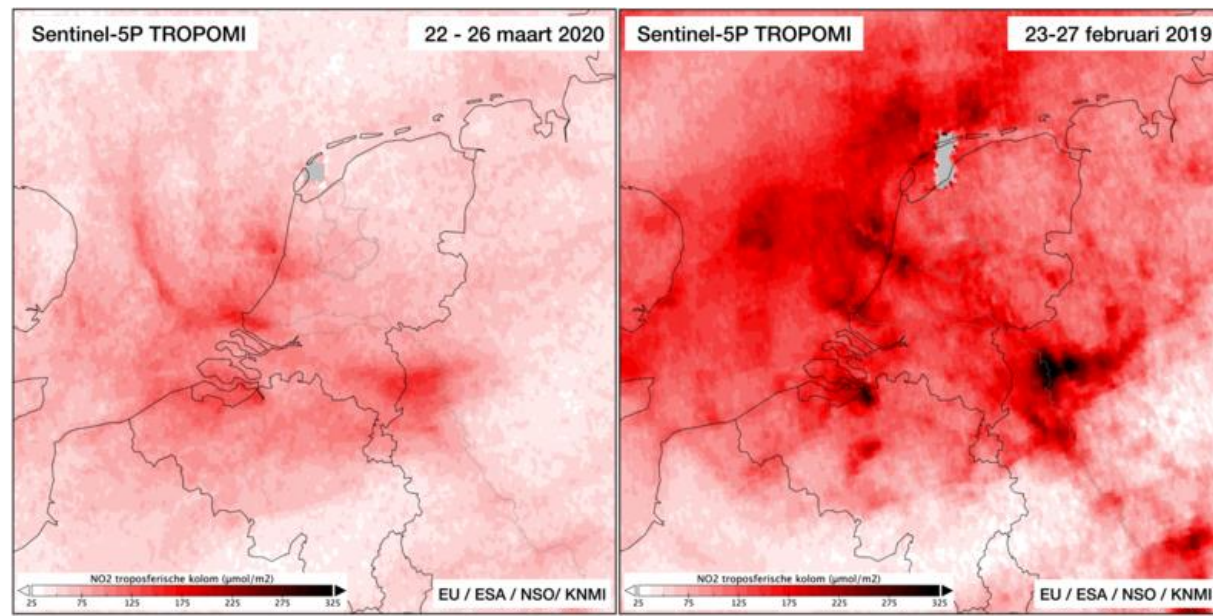 Sentinel-5P TROPOMI
22 - 26 maart 2020
NO2 troposferische kolom (µmol/m2)
25 75 125 175 225 275 325
EU / ESA / NSO/ KNMI
Sentinel-5P TROPOMI
23-27 februari 2019
NO2 troposferische kolom (µmol/m2)
25 75 125 175 225 275 325
EU / ESA / NSO / KNMI